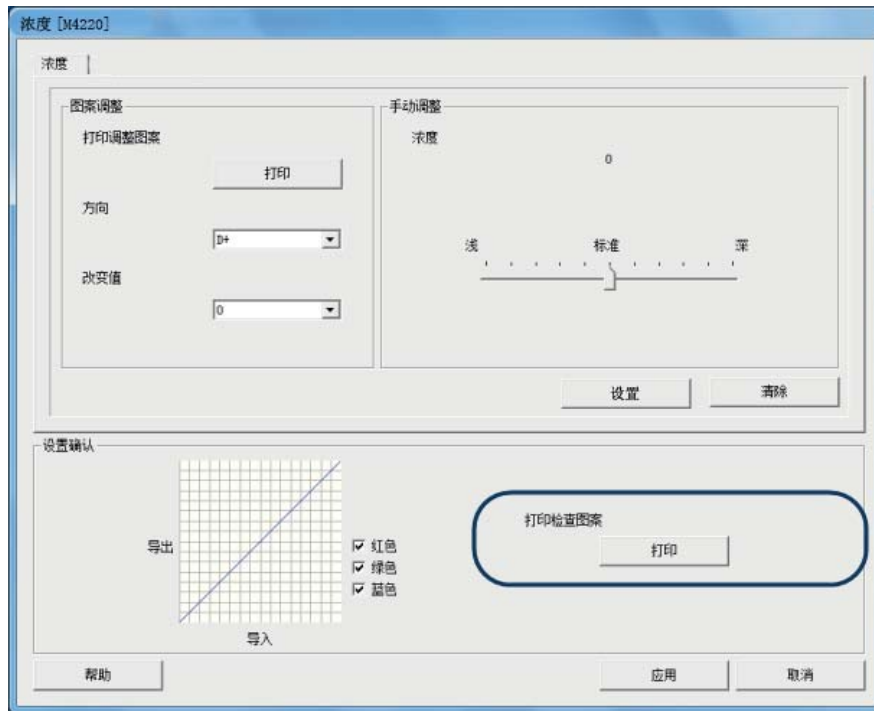 浓度 [M4220]
浓度
图案调整
打印调整图案
打印
方向
D+
改变值
0
手动调整
浓度
0
浅 标准 深
设置 清除
设置确认
导出
导入
红色
绿色
蓝色
打印检查图案
打印
帮助 应用 取消